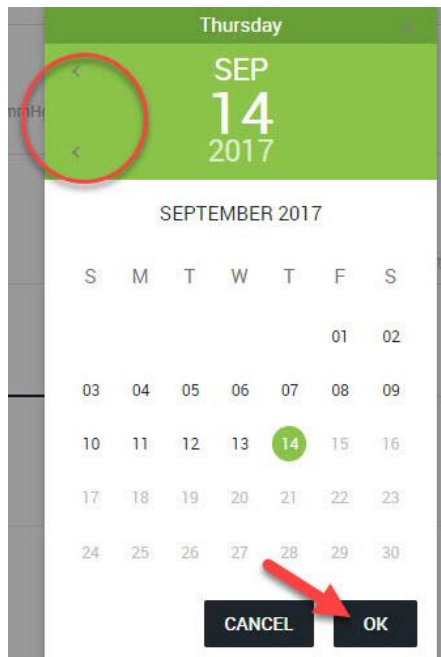 Thursday
SEP
14
2017
SEPTEMBER 2017
S M T W T F S
01 02
03 04 05 06 07 08 09
10 11 12 13 14 15 16
17 18 19 20 21 22 23
24 25 26 27 28 29 30
CANCEL OK